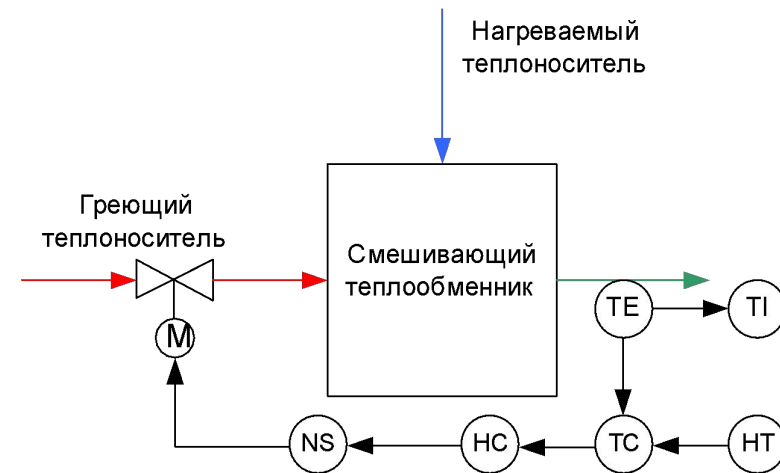 Нагреваемый
теплоноситель
Греющий
теплоноситель
Смешивающий
теплообменник
TE
TI
M
NS
HC
TC
HT